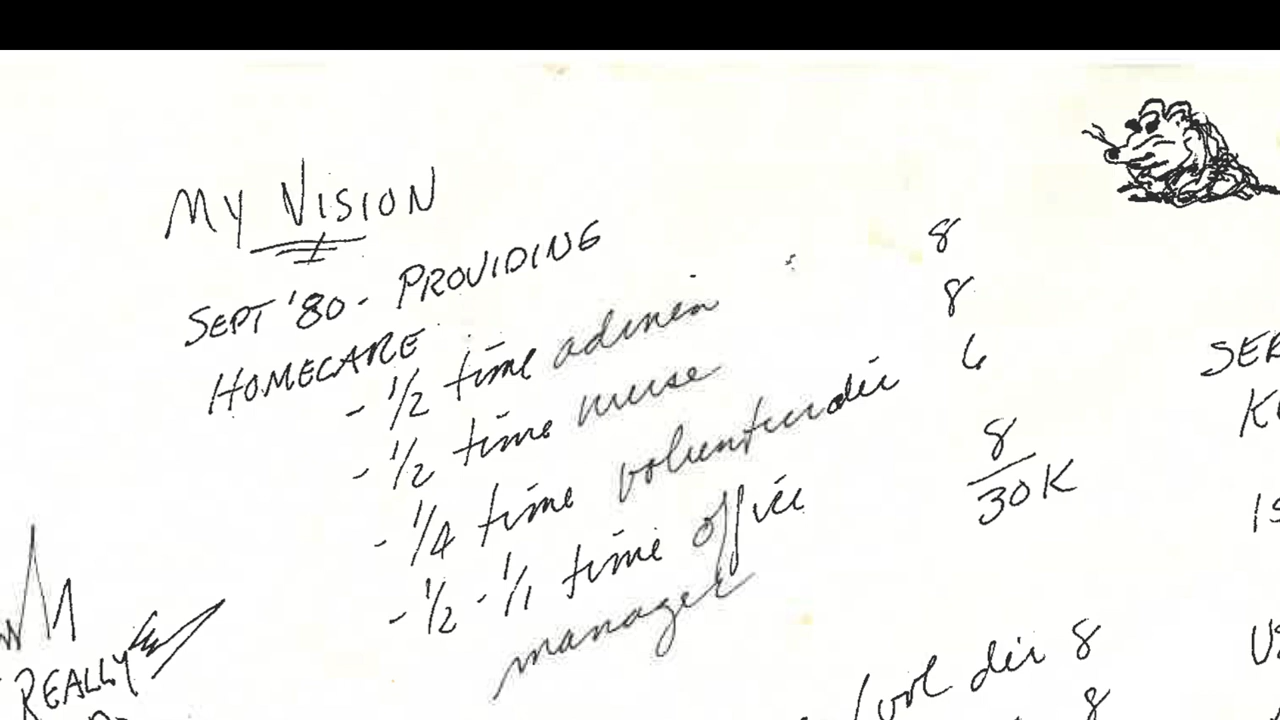 MY VISION
SEPT '80 - PROVIDING
HOMECARE
- 1/2 time admin 8
- 1/2 time nurse 8
- 1/4 time volunteer dir 6
- 1/2 - 1/1 time office 8
manager
30K
REALLY
/vol dir 8
8